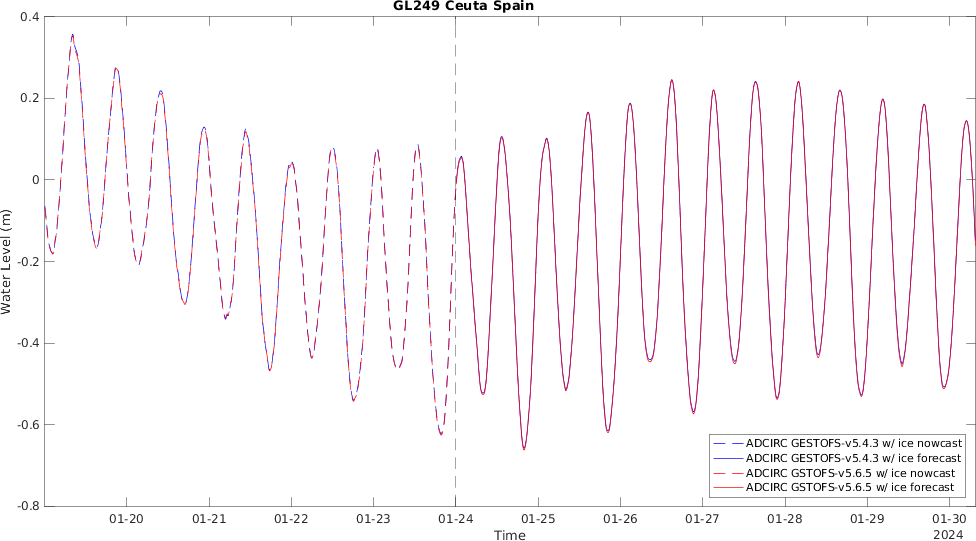 GL249 Ceuta Spain
0.4
0.2
0
-0.2
-0.4
-0.6
-0.8
Water Level (m)
ADCIRC GESTOFS-v5.4.3 w/ ice nowcast
ADCIRC GESTOFS-v5.4.3 w/ ice forecast
ADCIRC GSTOFS-v5.6.5 w/ ice nowcast
ADCIRC GSTOFS-v5.6.5 w/ ice forecast
01-20 01-21 01-22 01-23 01-24 01-25 01-26 01-27 01-28 01-29 01-30
2024
Time